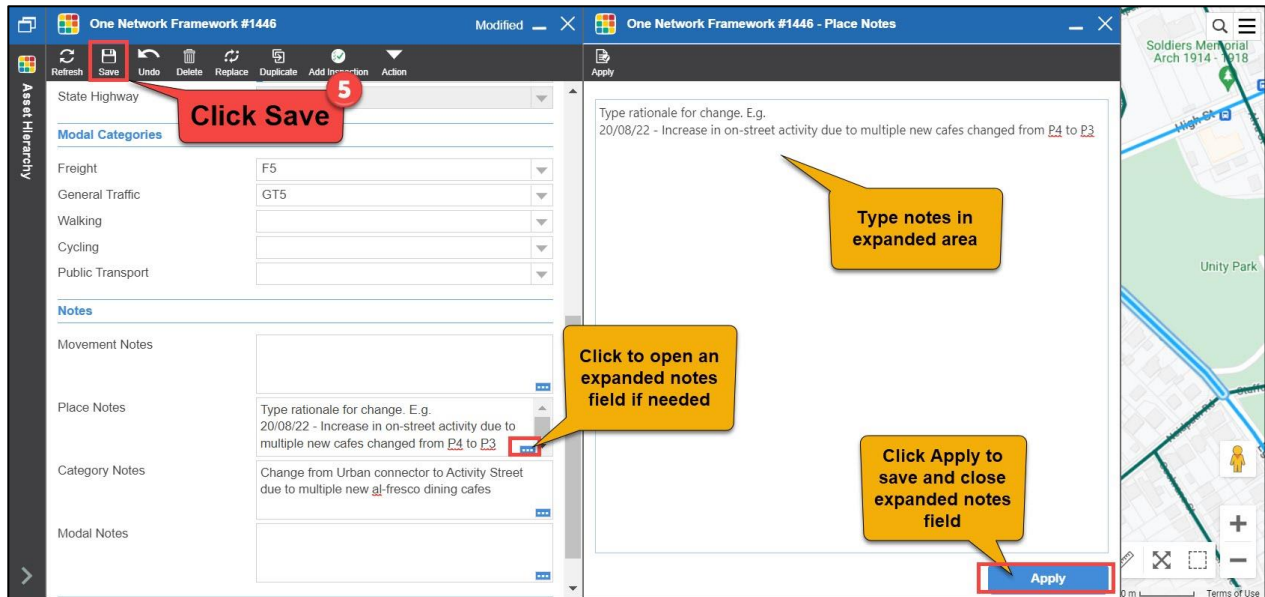 One Network Framework #1446
Modified
Refresh
Save
Undo
Delete
Replace
Duplicate
Add Inspection
Action
5
Click Save
Asset Hierarchy
State Highway
Modal Categories
Freight
F5
General Traffic
GT5
Walking
Cycling
Public Transport
Notes
Movement Notes
Place Notes
Type rationale for change. E.g.
20/08/22 - Increase in on-street activity due to
multiple new cafes changed from P4 to P3
Category Notes
Change from Urban connector to Activity Street
due to multiple new al-fresco dining cafes
Modal Notes
Click to open an
expanded notes
field if needed
One Network Framework #1446 - Place Notes
Apply
Type rationale for change. E.g.
20/08/22 - Increase in on-street activity due to multiple new cafes changed from P4 to P3
Type notes in
expanded area
Click Apply to
save and close
expanded notes
field
Apply
Soldiers Memorial
Arch 1914 - 1918
High St
Unity Park
0 m
Terms of Use